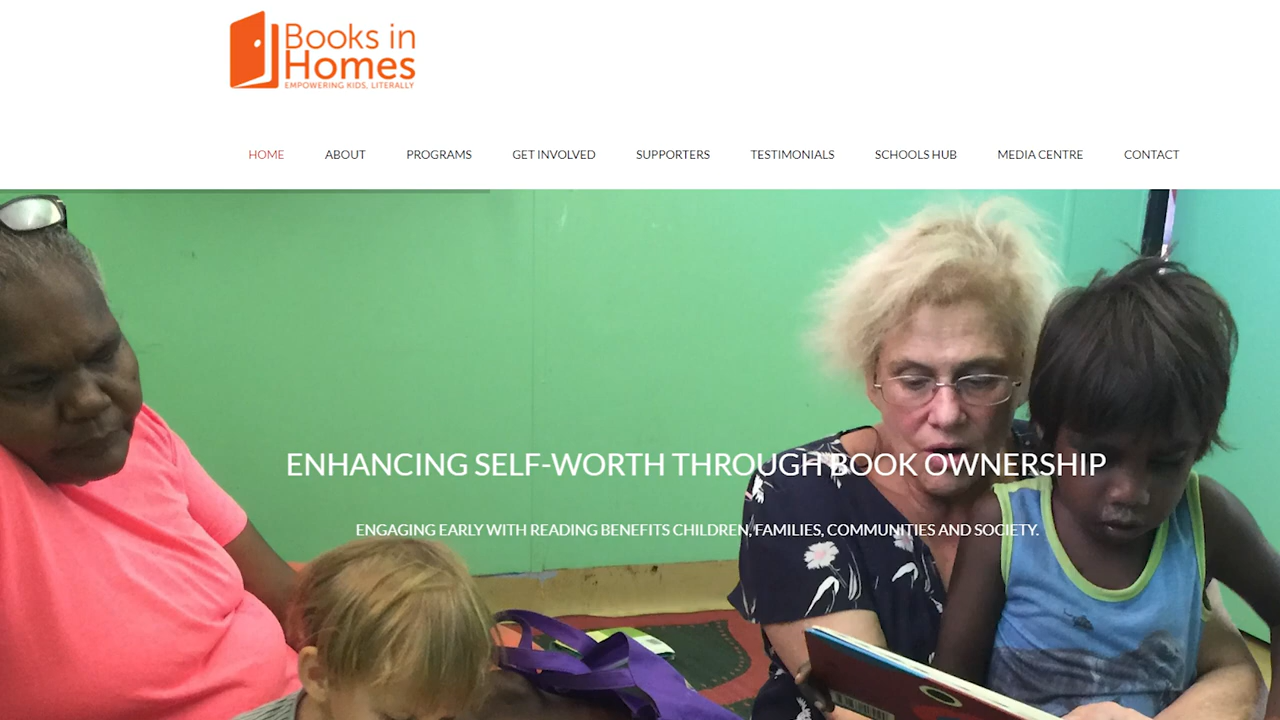 Books in
Homes
EMPOWERING KIDS, LITERALLY
HOME ABOUT PROGRAMS GET INVOLVED SUPPORTERS TESTIMONIALS SCHOOLS HUB MEDIA CENTRE CONTACT
ENHANCING SELF-WORTH THROUGH BOOK OWNERSHIP
ENGAGING EARLY WITH READING BENEFITS CHILDREN, FAMILIES, COMMUNITIES AND SOCIETY.